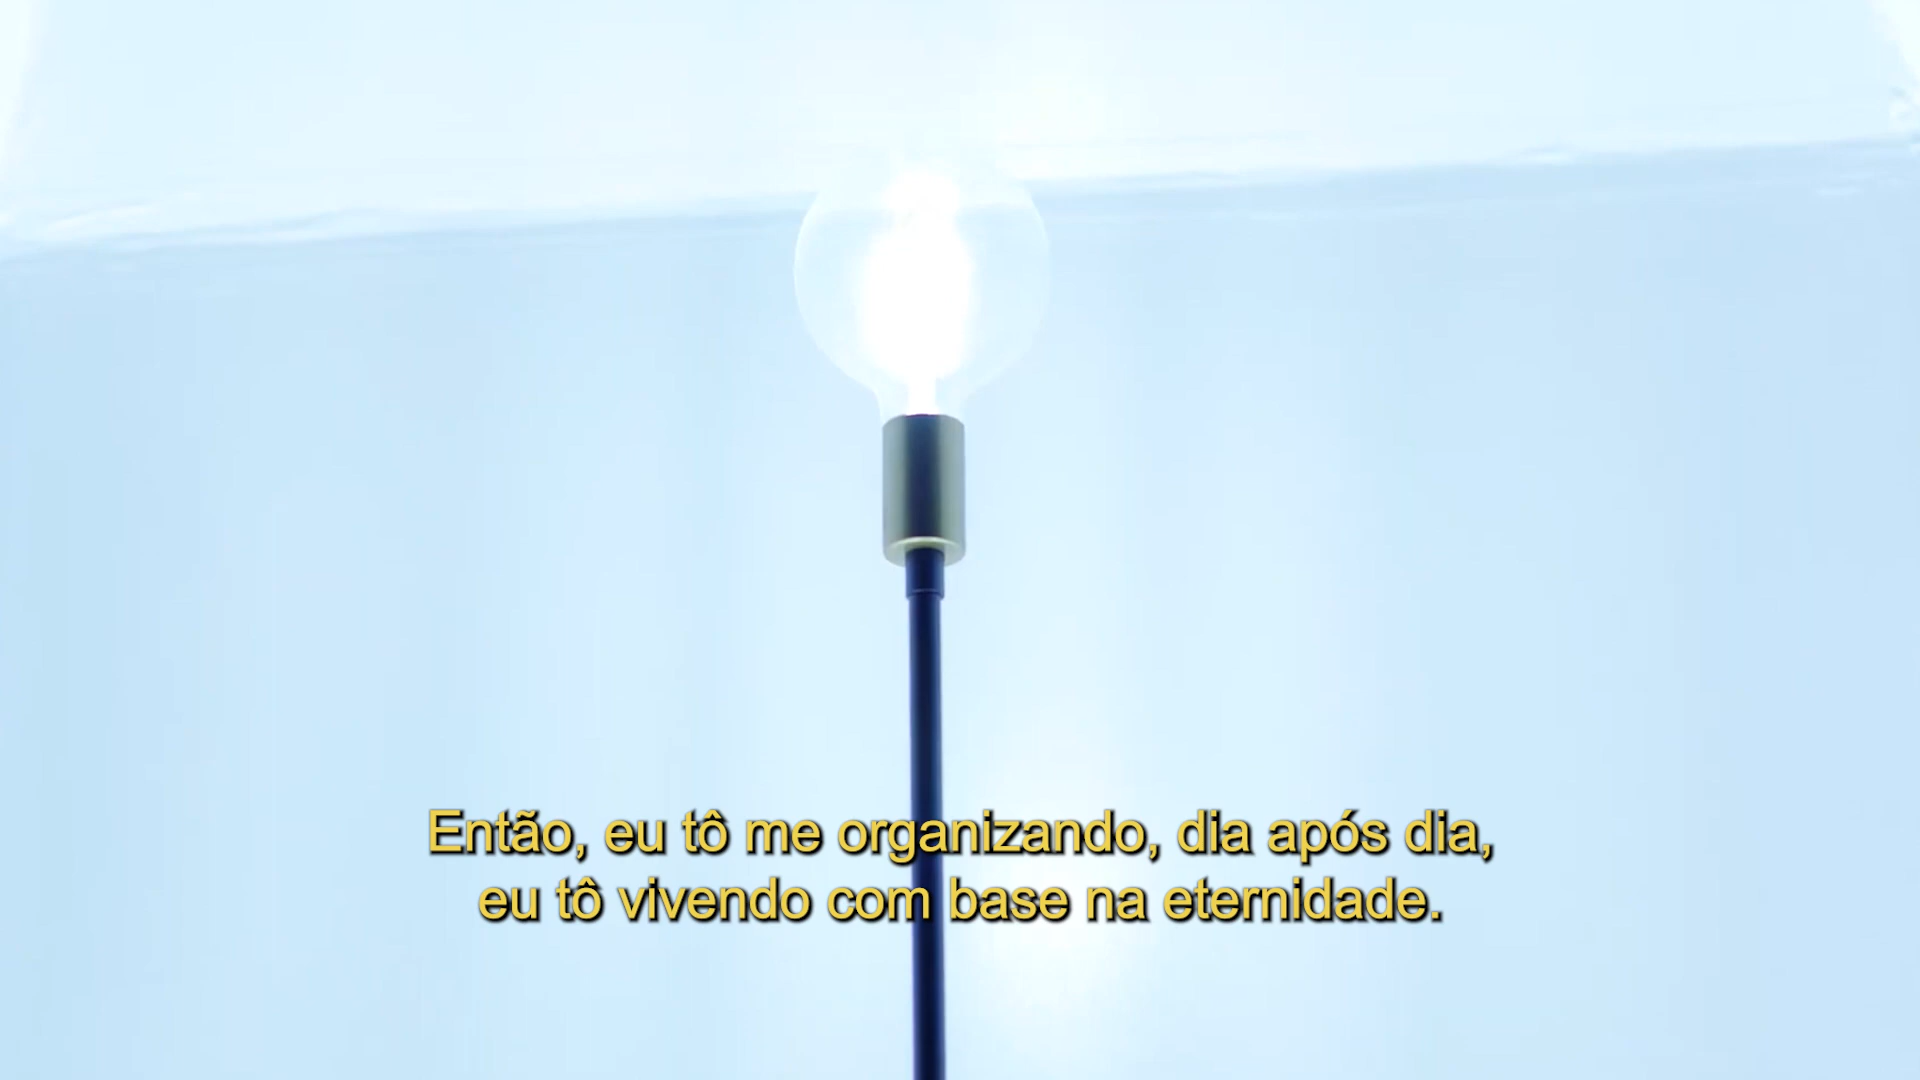 Então, eu tô me organizando, dia após dia,
eu tô vivendo com base na eternidade.